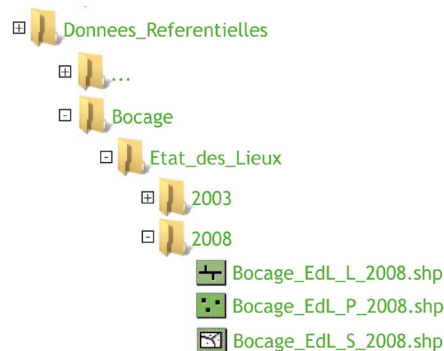 Donnees_Referentielles
...
Bocage
Etat_des_Lieux
2003
2008
Bocage_EdL_L_2008.shp
Bocage_EdL_P_2008.shp
Bocage_EdL_S_2008.shp